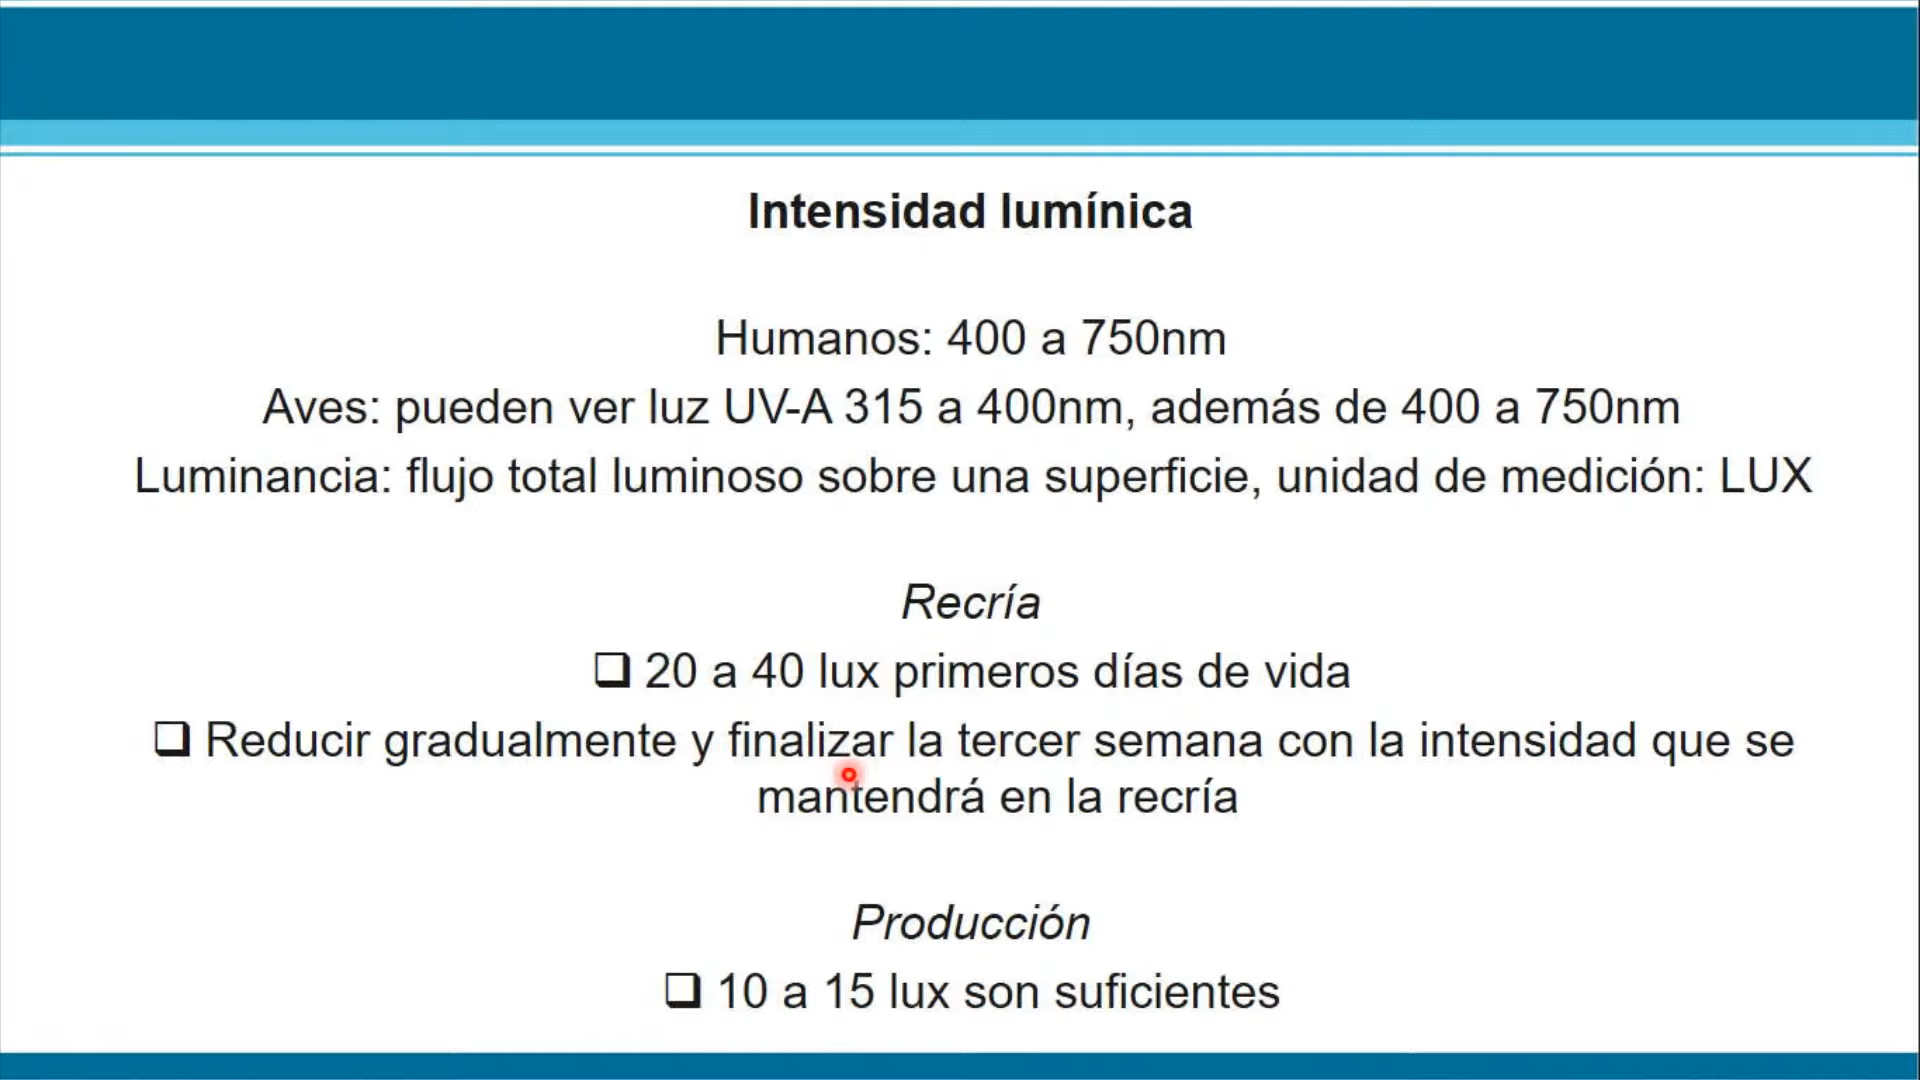 Intensidad lumínica
Humanos: 400 a 750nm
Aves: pueden ver luz UV-A 315 a 400nm, además de 400 a 750nm
Luminancia: flujo total luminoso sobre una superficie, unidad de medición: LUX
Recría
❑ 20 a 40 lux primeros días de vida
❑ Reducir gradualmente y finalizar la tercer semana con la intensidad que se
mantendrá en la recría
Producción
❑ 10 a 15 lux son suficientes